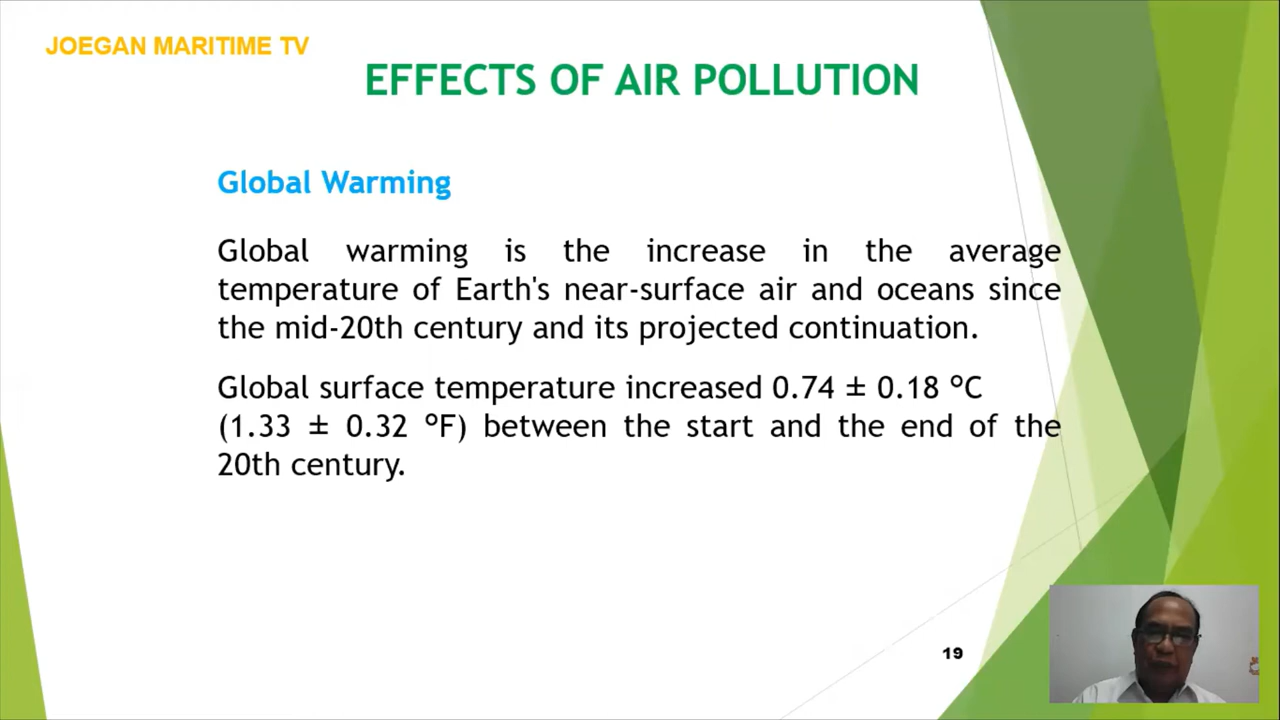 JOEGAN MARITIME TV
EFFECTS OF AIR POLLUTION
Global Warming
Global warming is the increase in the average
temperature of Earth's near-surface air and oceans since
the mid-20th century and its projected continuation.
Global surface temperature increased 0.74 ± 0.18 °C
(1.33 ± 0.32 °F) between the start and the end of the
20th century.
19